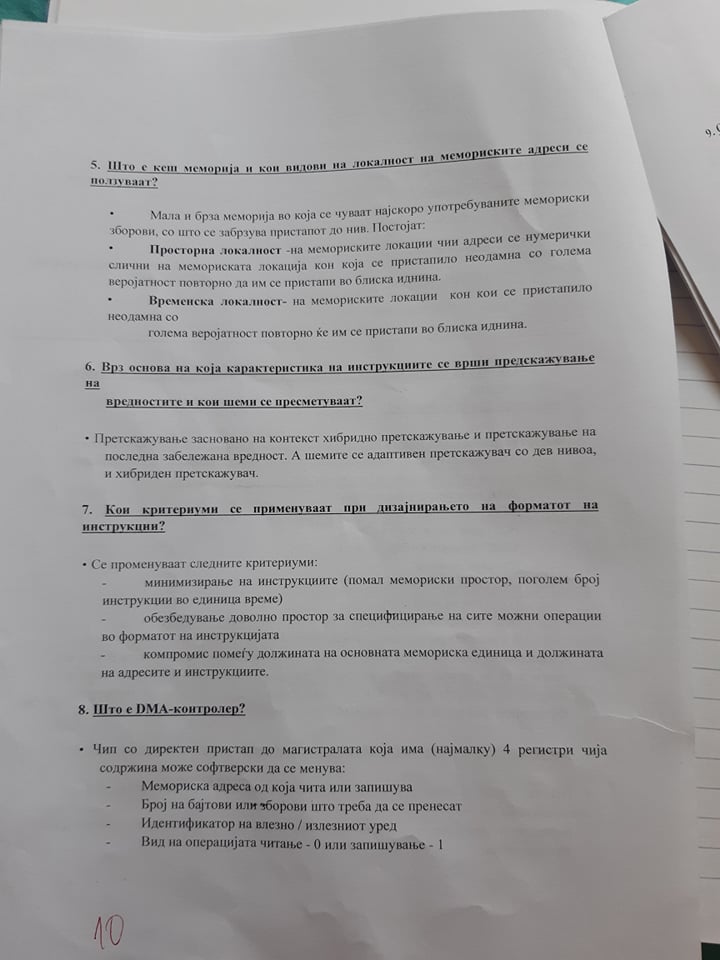 5. Што е кеш меморија и кои видови на локалност на мемориските адреси се
ползуваат?
• Мала и брза меморија во која се чуваат најскоро употребуваните мемориски
зборови, со што се забрзува пристапот до нив. Постојат:
• Просторна локалност -на мемориските локации чии адреси се нумерички
слични на мемориската локација кон која се пристапило неодамна со голема
веројатност повторно да им се пристапи во блиска иднина.
• Временска локалност- на мемориските локации кон кои се пристапило
неодамна со
голема веројатност повторно ќе им се пристапи во блиска иднина.
6. Врз основа на која карактеристика на инструкциите се врши предскажување
на
вредностите и кои шеми се пресметуваат?
• Претскажување засновано на контекст хибридно претскажување и претскажување на
последна забележана вредност. А шемите се адаптивен претскажувач со дев нивоа,
и хибриден претскажувач.
7. Кои критериуми се применуваат при дизајнирањето на форматот на
инструкции?
• Се променуваат следните критериуми:
- минимизирање на инструкциите (помал мемориски простор, поголем број
инструкции во единица време)
- обезбедување доволно простор за специфицирање на сите можни операции
во форматот на инструкцијата
- компромис помеѓу должината на основната мемориска единица и должината
на адресите и инструкциите.
8. Што е DMA-контролер?
• Чип со директен пристап до магистралата која има (најмалку) 4 регистри чија
содржина може софтверски да се менува:
- Мемориска адреса од која чита или запишува
- Број на бајтови или зборови што треба да се пренесат
- Идентификатор на влезно / излезниот уред
- Вид на операцијата читање - 0 или запишување - 1
10
9.